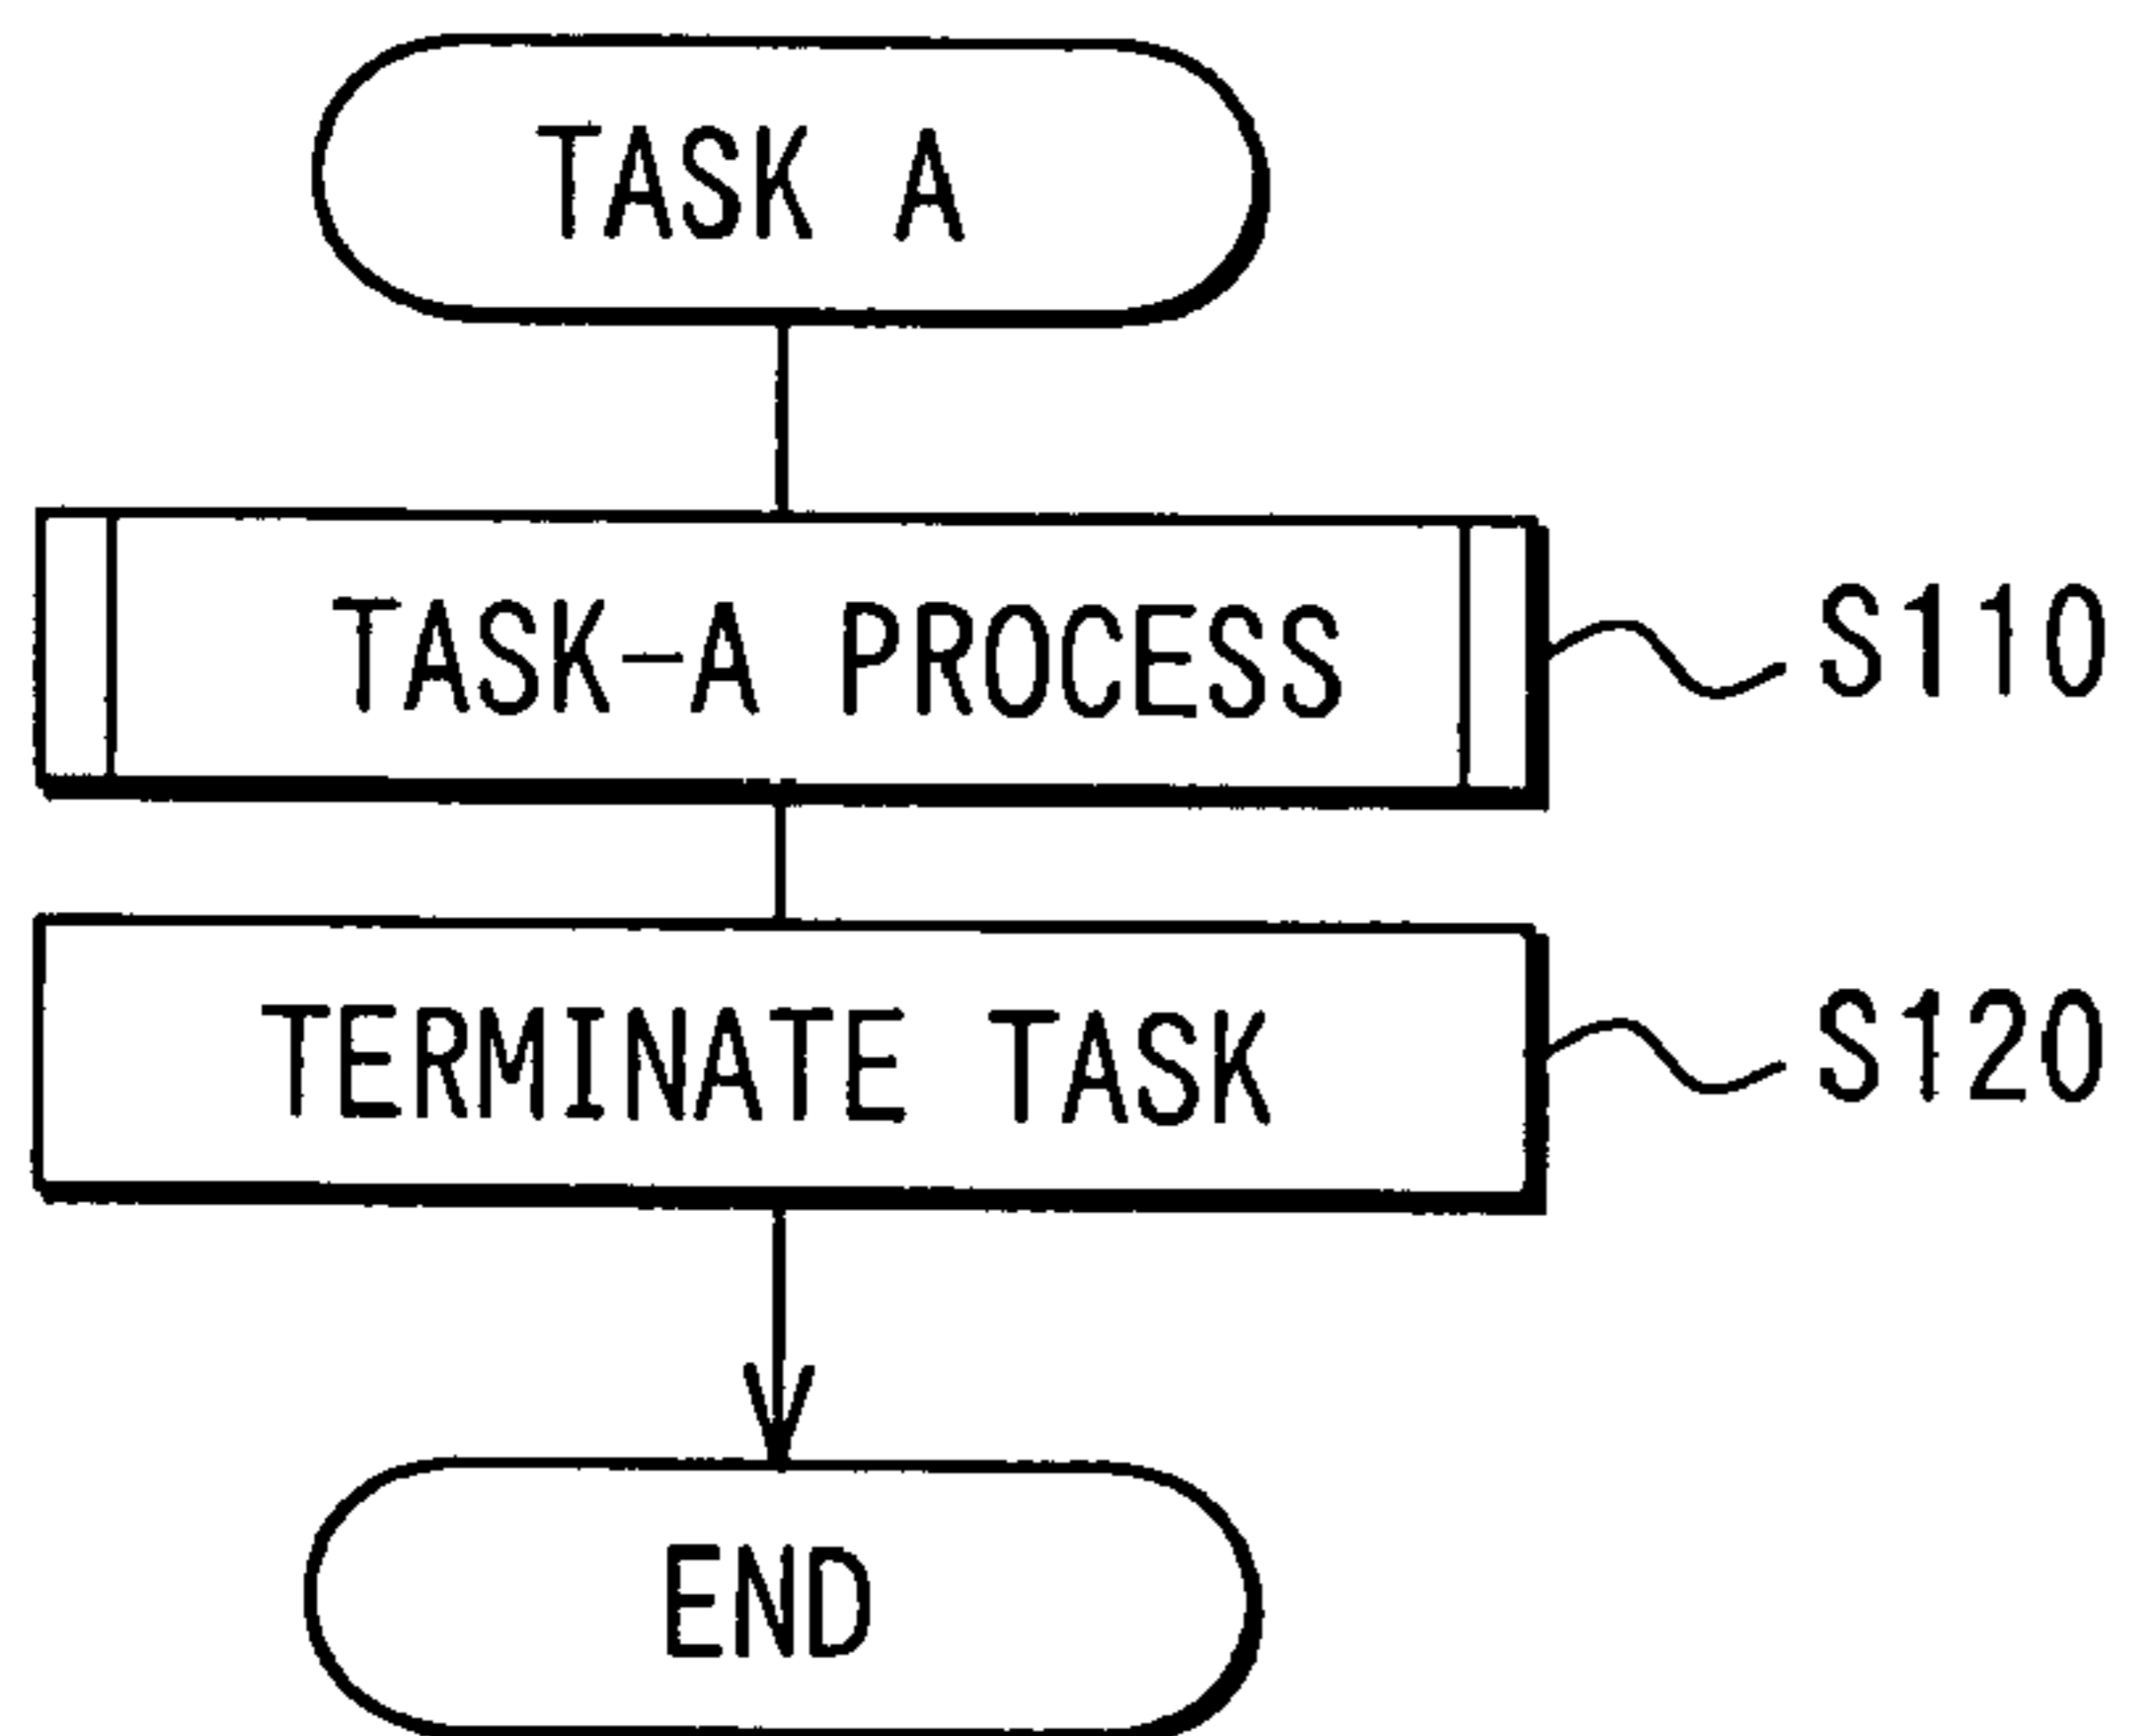 TASK A
TASK-A PROCESS
S110
TERMINATE TASK
S120
END